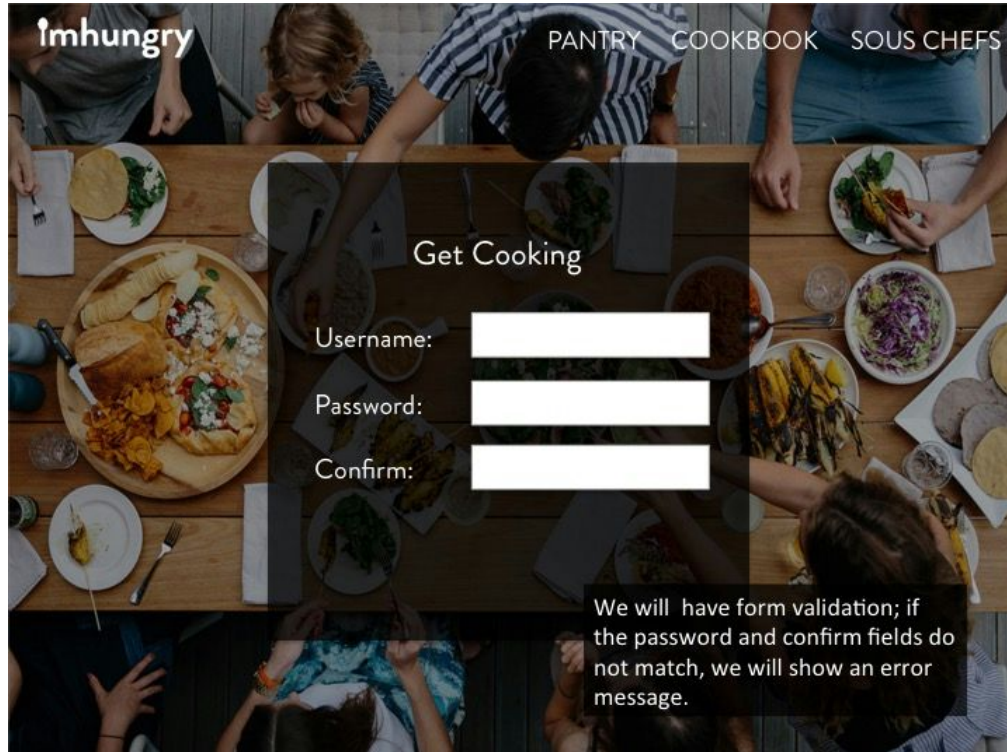 imhungry
PANTRY COOKBOOK SOUS CHEFS
Get Cooking
Username:
Password:
Confirm:
We will have form validation; if
the password and confirm fields do
not match, we will show an error
message.